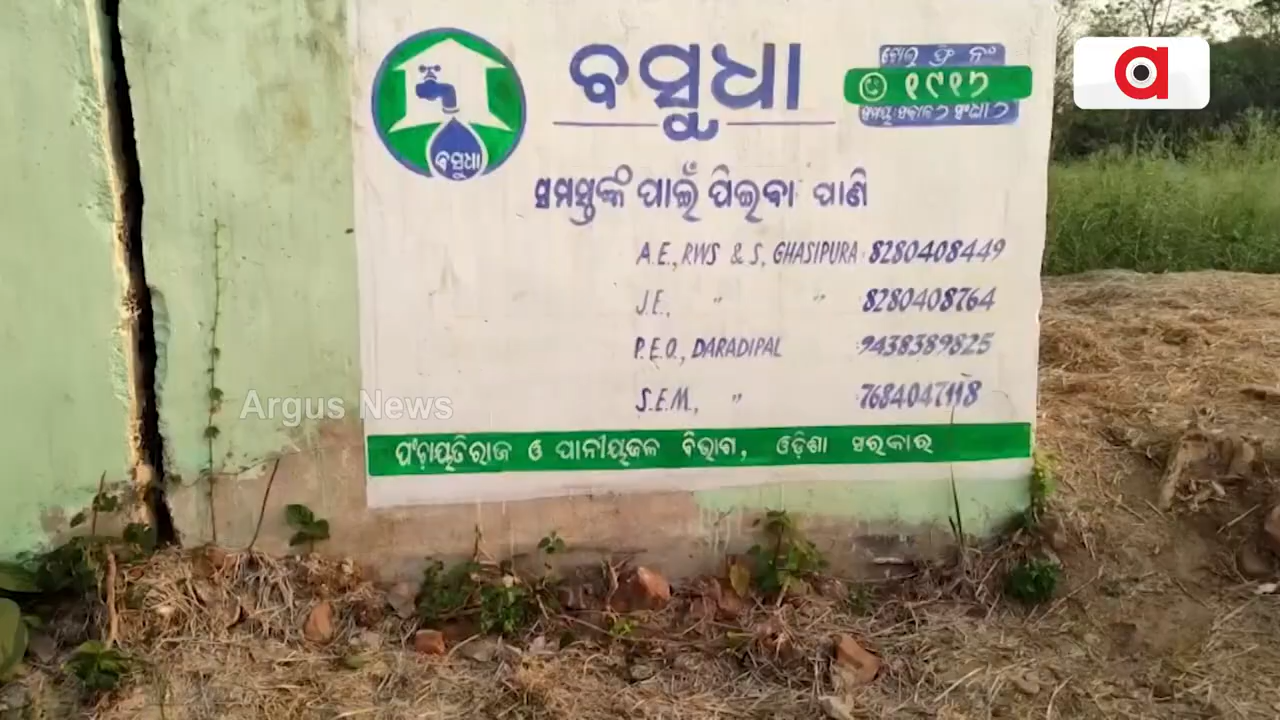 ବସୁଧା
ବସୁଧା
ଟୋଲ୍ ଫ୍ରି ନଂ
୧୯୧୬
ସମସ୍ତଙ୍କ ପାଇଁ ପିଇବା ପାଣି
A.E., RWS & S, GHASIPURA : 8280408449
J.E., " " 8280408764
P.E.O., DARADIPAL : 9438389825
S.E.M., " : 7684047118
Argus News
ପଂଚାୟତିରାଜ ଓ ପାନୀୟଜଳ ବିଭାଗ, ଓଡ଼ିଶା ସରକାର
a